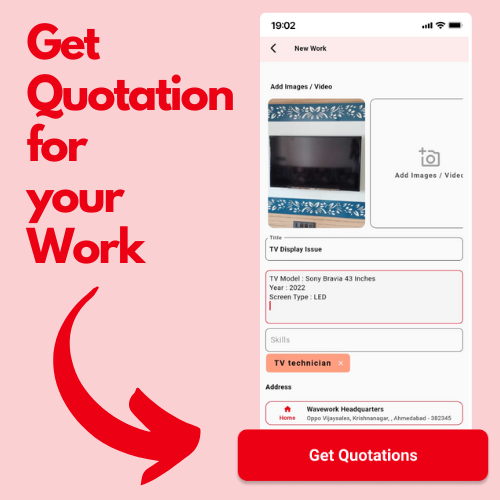 Get
Quotation
for
your
Work
19:02
New Work
Add Images / Video
Add Images / Video
Title
TV Display Issue
TV Model : Sony Bravia 43 Inches
Year : 2022
Screen Type : LED
Skills
TV technician ×
Address
Home
Wavework Headquarters
Oppo Vijaysales, Krishnanagar, , Ahmedabad - 382345
Get Quotations